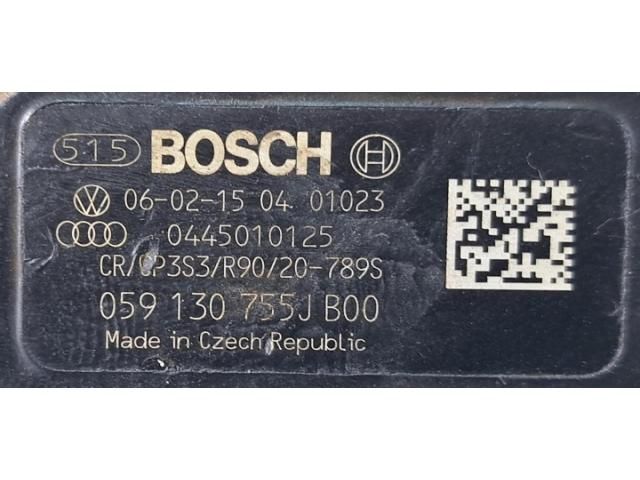 515 BOSCH
06-02-15 04 01023
0445010125
CR/CP3S3/R90/20-789S
059 130 755J B00
Made in Czech Republic